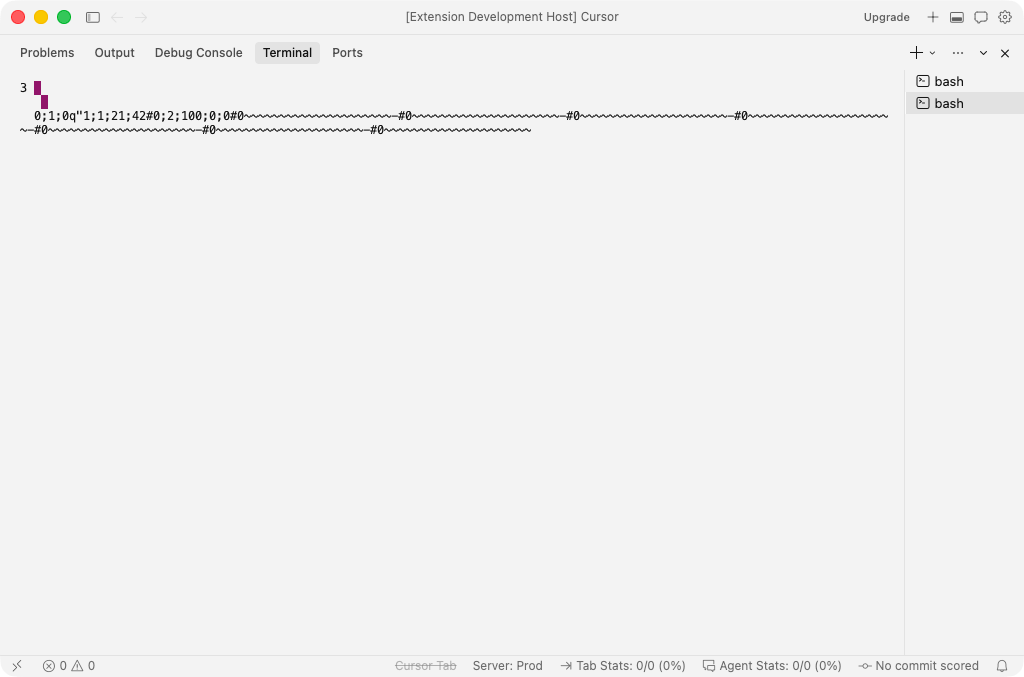 [Extension Development Host] Cursor
Upgrade
Problems Output Debug Console Terminal Ports
bash
bash
3
0;1;0q"1;1;21;42#0;2;100;0;0#0~~~~~~~~~~~~~~~~~~~~~-#0~~~~~~~~~~~~~~~~~~~~~-#0~~~~~~~~~~~~~~~~~~~~~-#0~~~~~~~~~~~~~~~~~~~~
~-#0~~~~~~~~~~~~~~~~~~~~~-#0~~~~~~~~~~~~~~~~~~~~~-#0~~~~~~~~~~~~~~~~~~~~~
0 0 Cursor Tab Server: Prod Tab Stats: 0/0 (0%) Agent Stats: 0/0 (0%) No commit scored